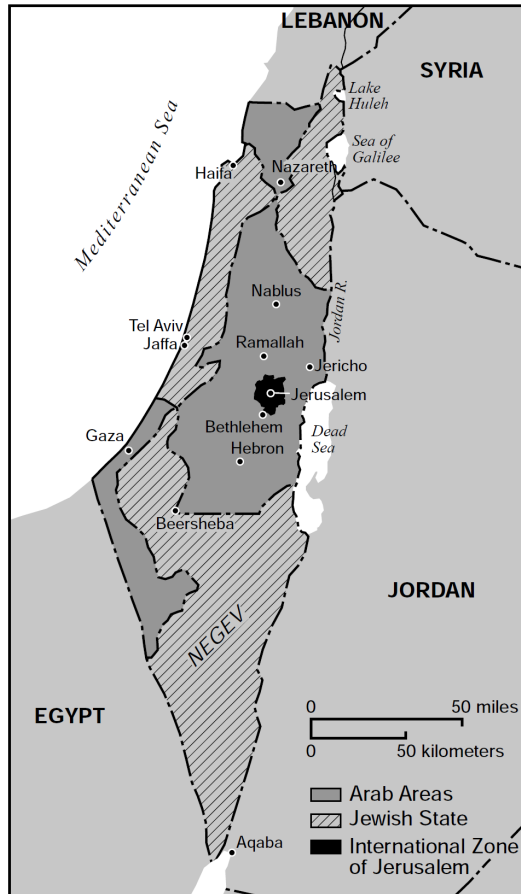 LEBANON
SYRIA
Lake
Huleh
Sea of
Galilee
Mediterranean Sea
Haifa
Nazareth
Nablus
Jordan R.
Tel Aviv
Jaffa
Ramallah
Jericho
Jerusalem
Bethlehem
Dead
Sea
Gaza
Hebron
Beersheba
JORDAN
NEGEV
EGYPT
0 50 miles
0 50 kilometers
Arab Areas
Jewish State
International Zone
of Jerusalem
Aqaba